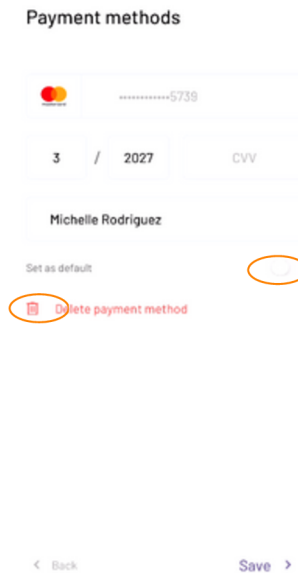 Payment methods
mastercard ••••••••••••5739
3 / 2027 CVV
Michelle Rodriguez
Set as default
Delete payment method
< Back Save >